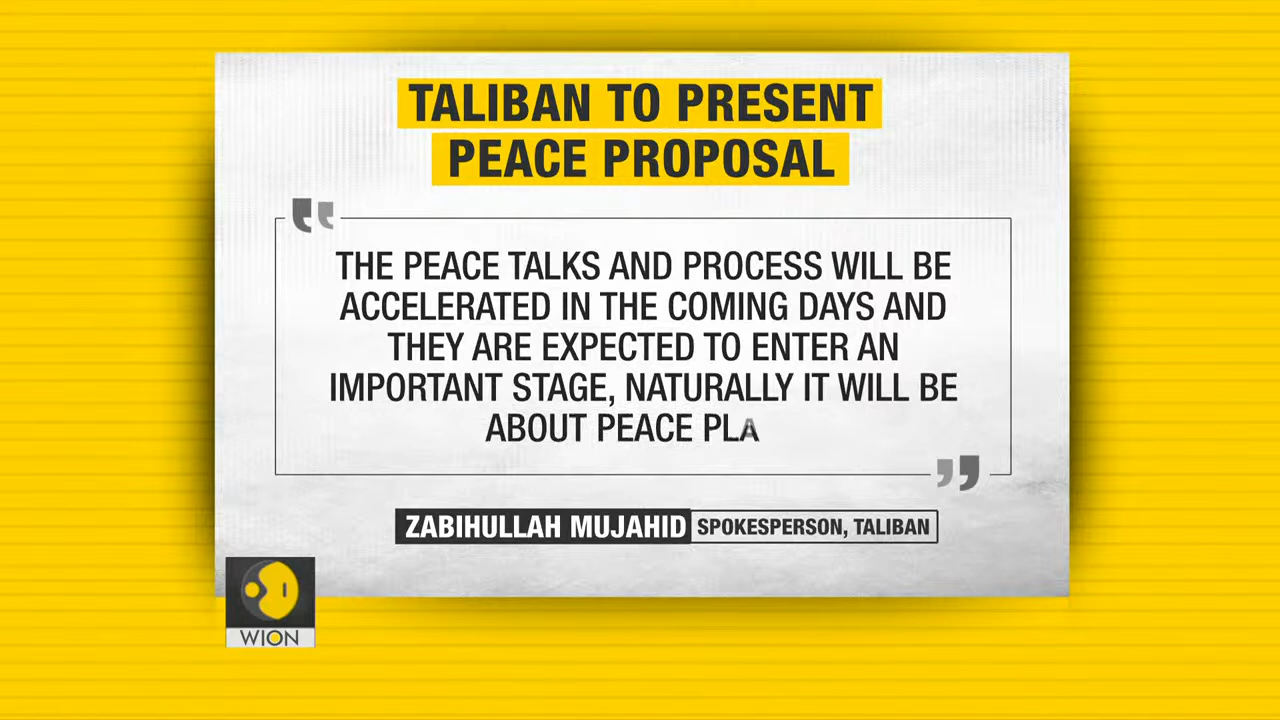 TALIBAN TO PRESENT
PEACE PROPOSAL
THE PEACE TALKS AND PROCESS WILL BE
ACCELERATED IN THE COMING DAYS AND
THEY ARE EXPECTED TO ENTER AN
IMPORTANT STAGE, NATURALLY IT WILL BE
ABOUT PEACE PLA
ZABIHULLAH MUJAHID SPOKESPERSON, TALIBAN
WION